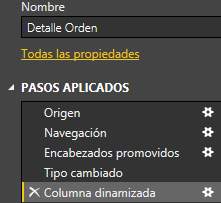 Nombre
Detalle Orden
Todas las propiedades
PASOS APLICADOS
Origen
Navegación
Encabezados promovidos
Tipo cambiado
Columna dinamizada